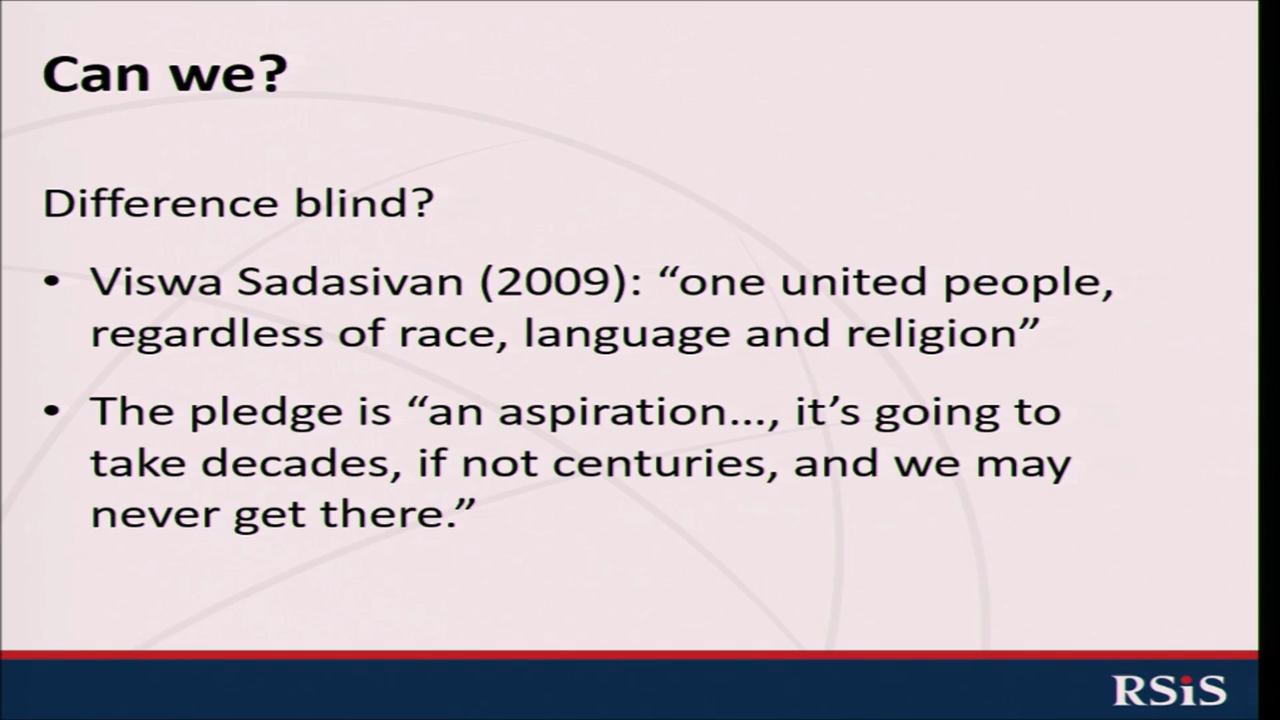 Can we?
Difference blind?
• Viswa Sadasivan (2009): “one united people,
regardless of race, language and religion”
• The pledge is “an aspiration…, it’s going to
take decades, if not centuries, and we may
never get there.”
RSiS